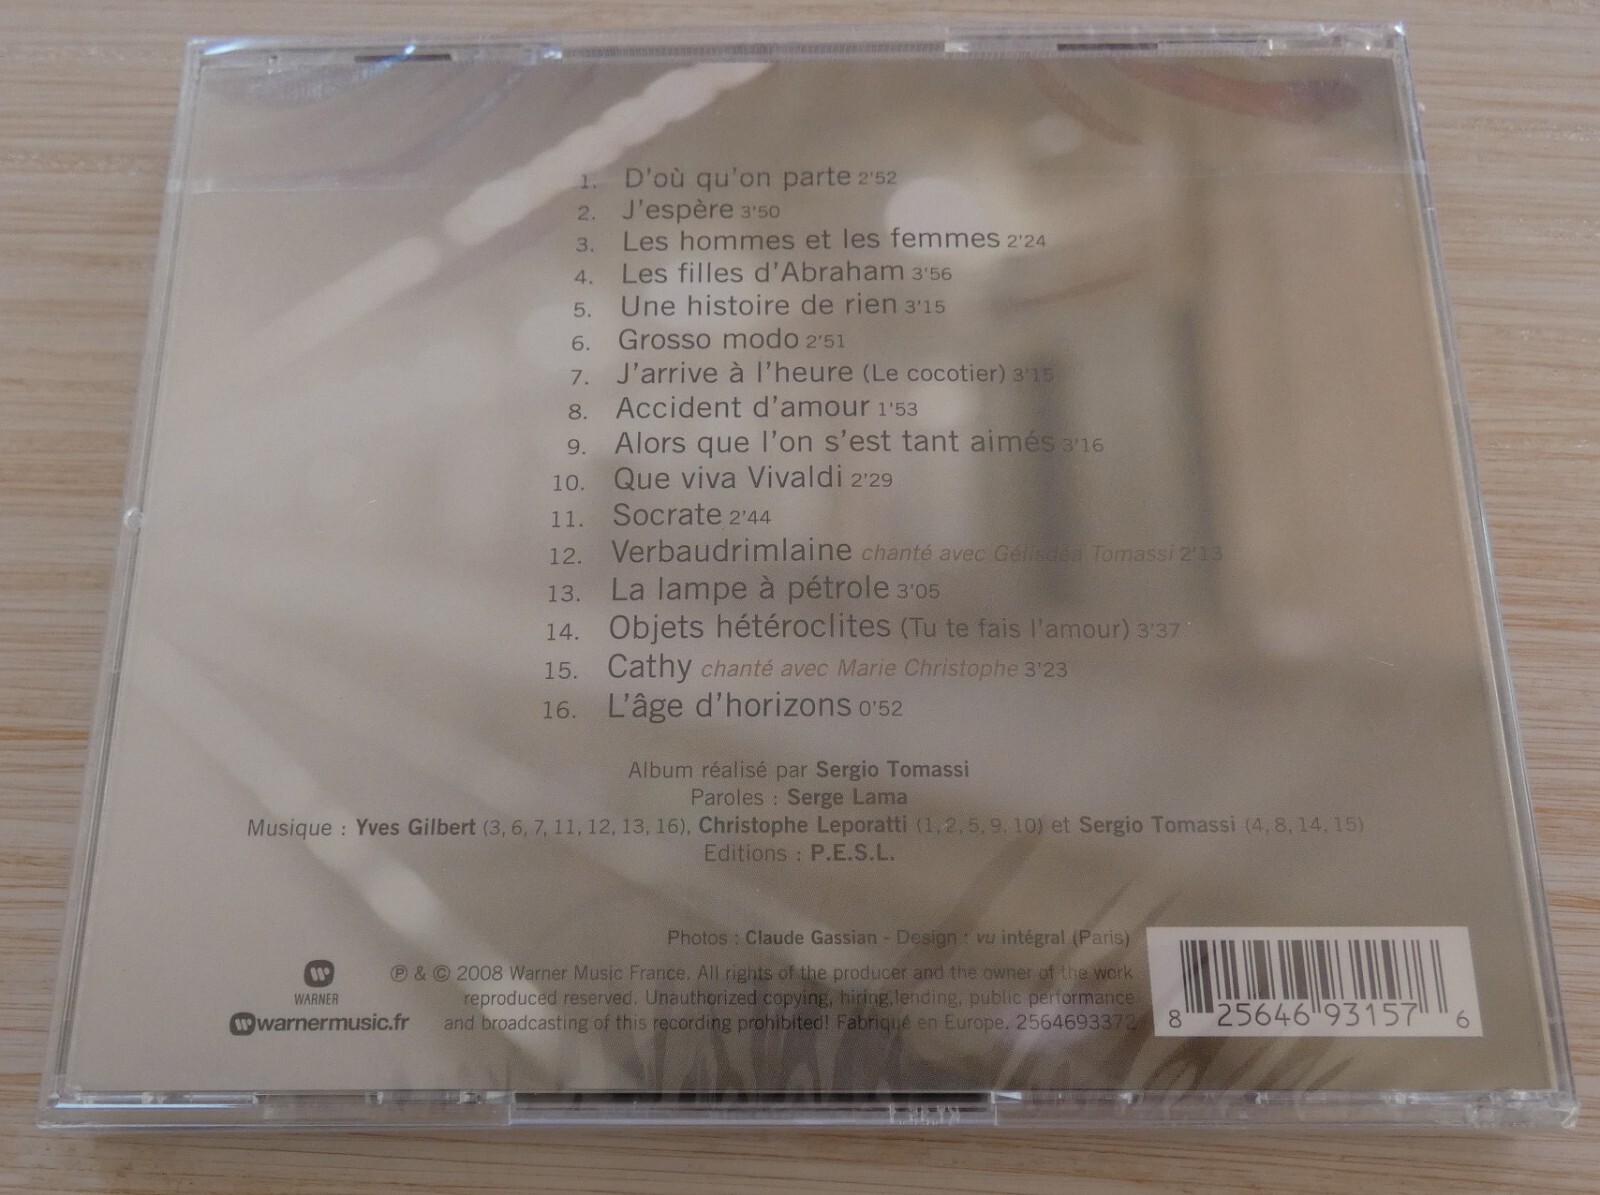 1. D'où qu'on parte 2'52
2. J'espère 3'50
3. Les hommes et les femmes 2'24
4. Les filles d'Abraham 3'56
5. Une histoire de rien 3'15
6. Grosso modo 2'51
7. J'arrive à l'heure (Le cocotier) 3'15
8. Accident d'amour 1'53
9. Alors que l'on s'est tant aimés 3'16
10. Que viva Vivaldi 2'29
11. Socrate 2'44
12. Verbaudrimlaine chanté avec Gélisdéa Tomassi 2'13
13. La lampe à pétrole 3'05
14. Objets hétéroclites (Tu te fais l'amour) 3'37
15. Cathy chanté avec Marie Christophe 3'23
16. L'âge d'horizons 0'52
Album réalisé par Sergio Tomassi
Paroles : Serge Lama
Musique : Yves Gilbert (3, 6, 7, 11, 12, 13, 16), Christophe Leporatti (1, 2, 5, 9, 10) et Sergio Tomassi (4, 8, 14, 15)
Editions : P.E.S.L.
Photos : Claude Gassian - Design : vu intégral (Paris)
℗ & © 2008 Warner Music France. All rights of the producer and the owner of the work
reproduced reserved. Unauthorized copying, hiring,lending, public performance
and broadcasting of this recording prohibited! Fabriqué en Europe. 2564693372
WARNER
warnermusic.fr
8 25646 93157 6